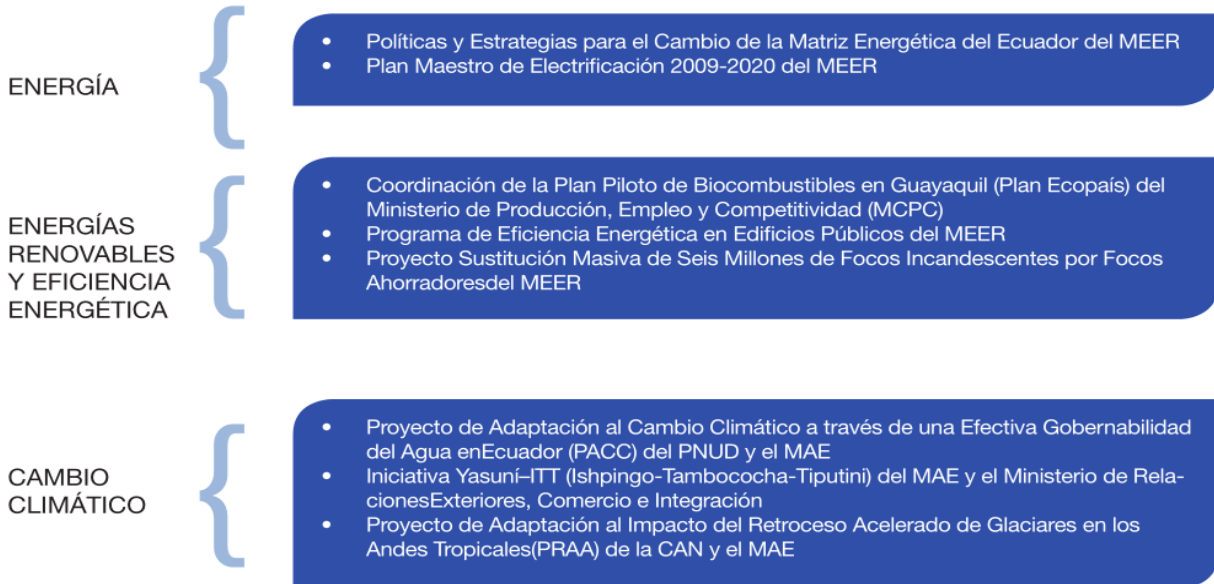 ENERGÍA
• Políticas y Estrategias para el Cambio de la Matriz Energética del Ecuador del MEER
• Plan Maestro de Electrificación 2009-2020 del MEER
ENERGÍAS
RENOVABLES
Y EFICIENCIA
ENERGÉTICA
• Coordinación de la Plan Piloto de Biocombustibles en Guayaquil (Plan Ecopaís) del
Ministerio de Producción, Empleo y Competitividad (MCPC)
• Programa de Eficiencia Energética en Edificios Públicos del MEER
• Proyecto Sustitución Masiva de Seis Millones de Focos Incandescentes por Focos
Ahorradoresdel MEER
CAMBIO
CLIMÁTICO
• Proyecto de Adaptación al Cambio Climático a través de una Efectiva Gobernabilidad
del Agua enEcuador (PACC) del PNUD y el MAE
• Iniciativa Yasuní–ITT (Ishpingo-Tambococha-Tiputini) del MAE y el Ministerio de Rela-
cionesExteriores, Comercio e Integración
• Proyecto de Adaptación al Impacto del Retroceso Acelerado de Glaciares en los
Andes Tropicales(PRAA) de la CAN y el MAE